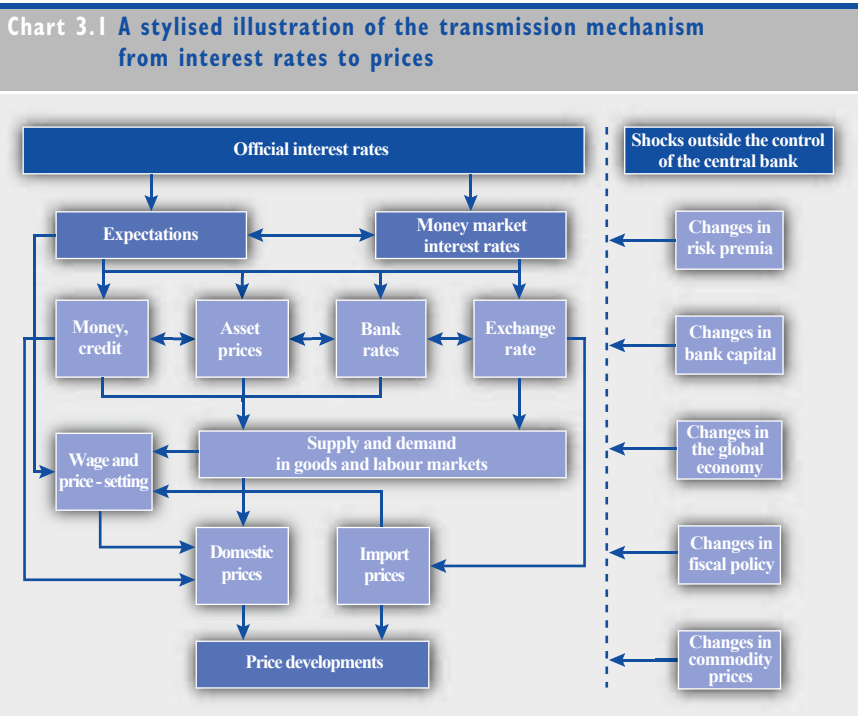 Chart 3.1 A stylised illustration of the transmission mechanism
from interest rates to prices
Official interest rates
Shocks outside the control
of the central bank
Expectations
Money market
interest rates
Changes in
risk premia
Money,
credit
Asset
prices
Bank
rates
Exchange
rate
Changes in
bank capital
Supply and demand
in goods and labour markets
Changes in
the global
economy
Wage and
price - setting
Domestic
prices
Import
prices
Changes in
fiscal policy
Price developments
Changes in
commodity
prices